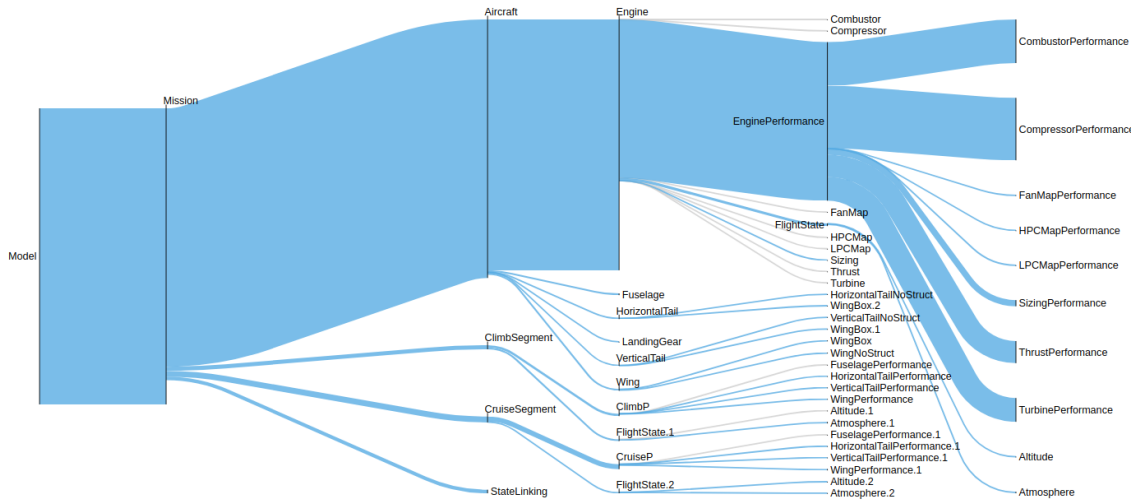 Model
Mission
Aircraft
ClimbSegment
CruiseSegment
StateLinking
Engine
Fuselage
HorizontalTail
LandingGear
VerticalTail
Wing
ClimbP
FlightState.1
CruiseP
FlightState.2
Combustor
Compressor
EnginePerformance
FanMap
FlightState
HPCMap
LPCMap
Sizing
Thrust
Turbine
HorizontalTailNoStruct
WingBox.2
VerticalTailNoStruct
WingBox.1
WingBox
WingNoStruct
FuselagePerformance
HorizontalTailPerformance
VerticalTailPerformance
WingPerformance
Altitude.1
Atmosphere.1
FuselagePerformance.1
HorizontalTailPerformance.1
VerticalTailPerformance.1
WingPerformance.1
Altitude.2
Atmosphere.2
CombustorPerformance
CompressorPerformance
FanMapPerformance
HPCMapPerformance
LPCMapPerformance
SizingPerformance
ThrustPerformance
TurbinePerformance
Altitude
Atmosphere